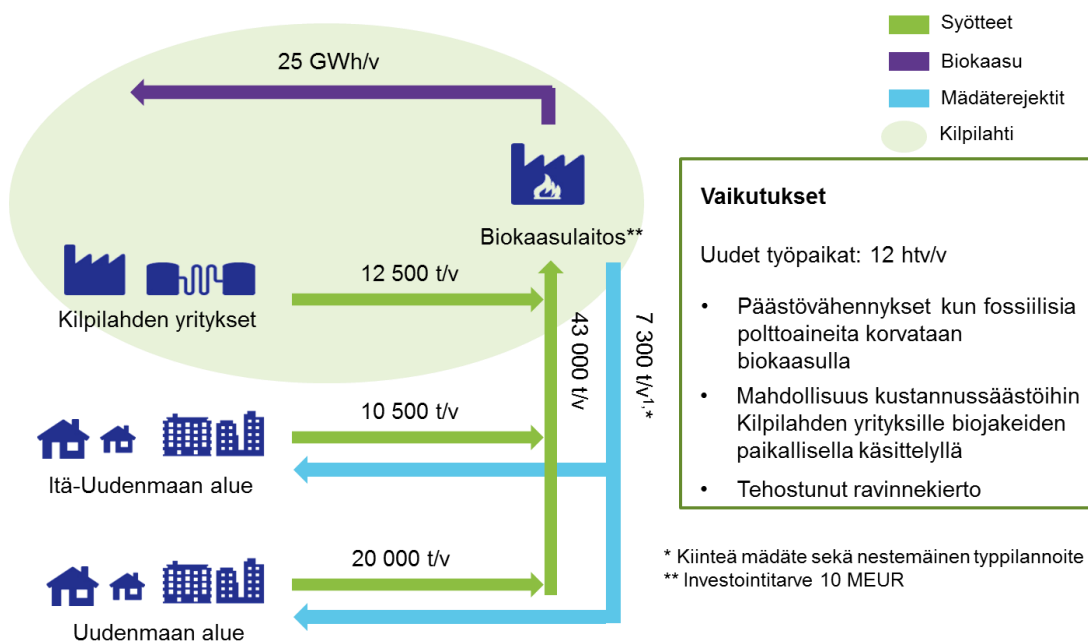 25 GWh/v
Syötteet
Biokaasu
Mädäterejektit
Kilpilahti
Biokaasulaitos**
12 500 t/v
Kilpilahden yritykset
43 000 t/v
7 300 t/v¹,*
10 500 t/v
Itä-Uudenmaan alue
20 000 t/v
Uudenmaan alue
Vaikutukset
Uudet työpaikat: 12 htv/v
• Päästövähennykset kun fossiilisia
polttoaineita korvataan
biokaasulla
• Mahdollisuus kustannussäästöihin
Kilpilahden yrityksille biojakeiden
paikallisella käsittelyllä
• Tehostunut ravinnekierto
* Kiinteä mädäte sekä nestemäinen typpilannoite
** Investointitarve 10 MEUR